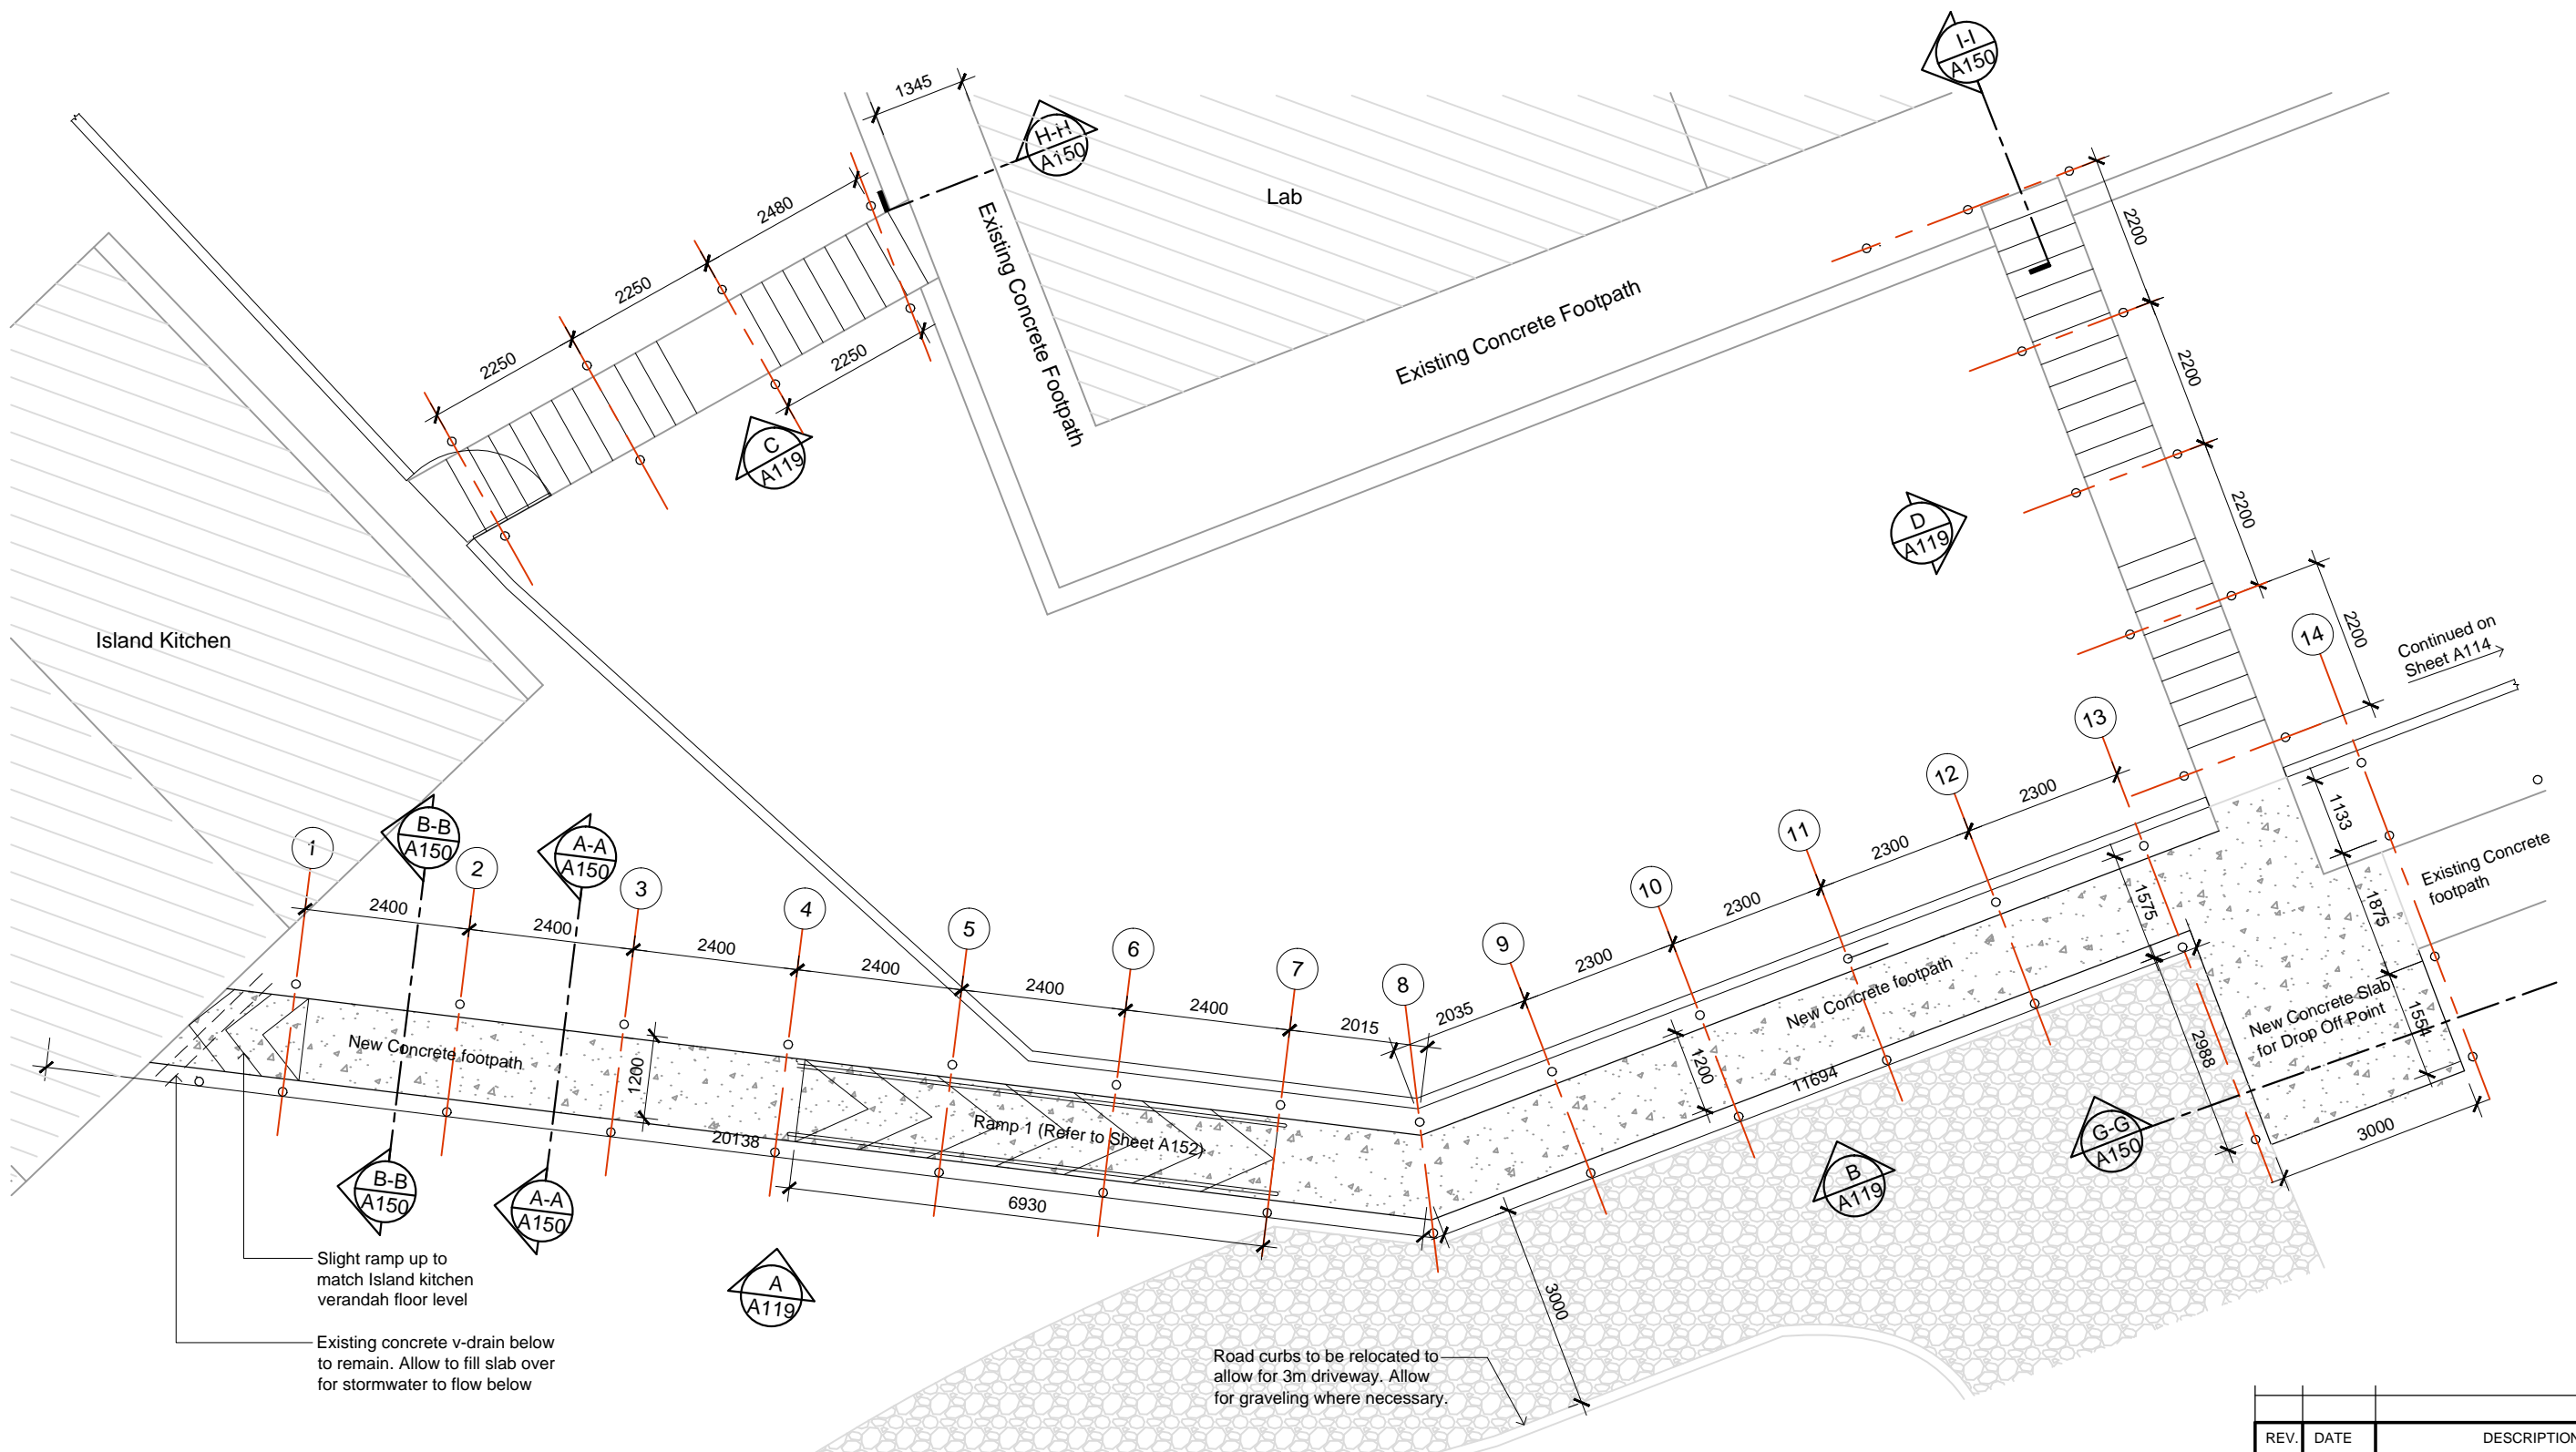 I-I
A150
1345
H-H
A150
Lab
2480
2250
2250
2250
Existing Concrete Footpath
Existing Concrete Footpath
C
A119
D
A119
2200
2200
2200
2200
Island Kitchen
Continued on
Sheet A114
14
13
12
11
10
9
8
7
6
5
4
3
2
1
B-B
A150
A-A
A150
2400
2400
2400
2400
2400
2400
2015
2035
2300
2300
2300
2300
1133
1875
1554
1575
2988
Existing Concrete
footpath
New Concrete footpath
1200
20138
Ramp 1 (Refer to Sheet A152)
6930
New Concrete footpath
1200
11694
New Concrete Slab
for Drop Off Point
3000
G-G
A150
B
A119
B-B
A150
A-A
A150
A
A119
3000
Slight ramp up to
match Island kitchen
verandah floor level
Existing concrete v-drain below
to remain. Allow to fill slab over
for stormwater to flow below
Road curbs to be relocated to
allow for 3m driveway. Allow
for graveling where necessary.
REV. DATE DESCRIPTION